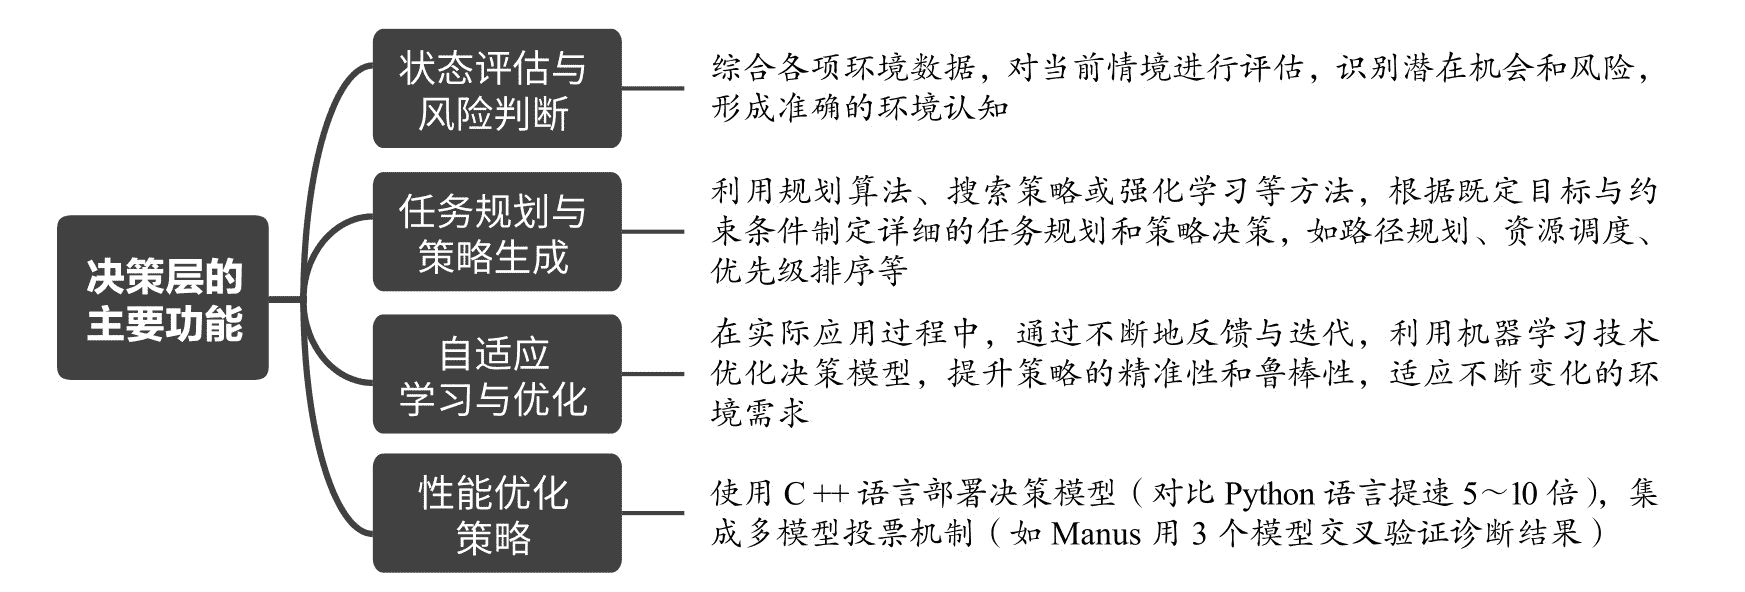 决策层的
主要功能
状态评估与
风险判断
综合各项环境数据，对当前情境进行评估，识别潜在机会和风险，
形成准确的环境认知
任务规划与
策略生成
利用规划算法、搜索策略或强化学习等方法，根据既定目标与约
束条件制定详细的任务规划和策略决策，如路径规划、资源调度、
优先级排序等
自适应
学习与优化
在实际应用过程中，通过不断地反馈与迭代，利用机器学习技术
优化决策模型，提升策略的精准性和鲁棒性，适应不断变化的环
境需求
性能优化
策略
使用 C ++ 语言部署决策模型（对比 Python 语言提速 5～10 倍），集
成多模型投票机制（如 Manus 用 3 个模型交叉验证诊断结果）